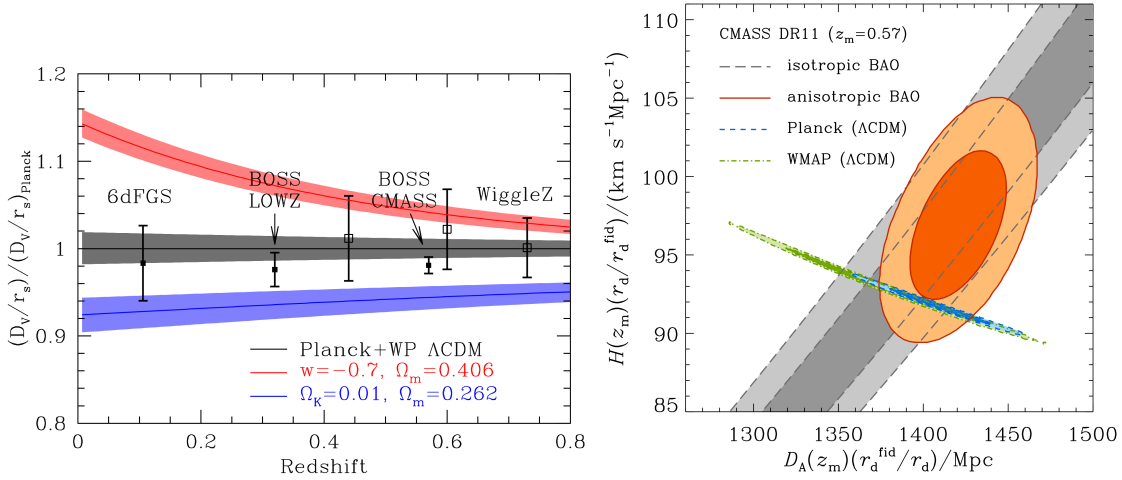 1.2
1.1
1
0.9
0.8
(D_V/r_s)/(D_V/r_s)_Planck
6dFGS
BOSS
LOWZ
BOSS
CMASS
WiggleZ
Planck+WP ΛCDM
w=−0.7, Ω_m=0.406
Ω_K=0.01, Ω_m=0.262
0
0.2
0.4
0.6
0.8
Redshift
110
105
100
95
90
85
H(z_m)(r_d/r_d^fid)/(km s^−1Mpc^−1)
CMASS DR11 (z_m=0.57)
isotropic BAO
anisotropic BAO
Planck (ΛCDM)
WMAP (ΛCDM)
1300
1350
1400
1450
1500
D_A(z_m)(r_d^fid/r_d)/Mpc